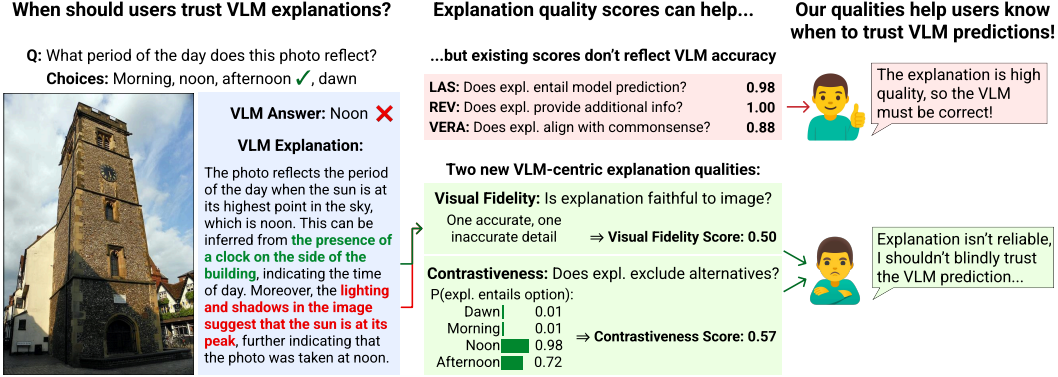 When should users trust VLM explanations?
Q: What period of the day does this photo reflect?
Choices: Morning, noon, afternoon ✓, dawn
VLM Answer: Noon ✗
VLM Explanation:
The photo reflects the period
of the day when the sun is at
its highest point in the sky,
which is noon. This can be
inferred from the presence of
a clock on the side of the
building, indicating the time
of day. Moreover, the lighting
and shadows in the image
suggest that the sun is at its
peak, further indicating that
the photo was taken at noon.
Explanation quality scores can help...
...but existing scores don't reflect VLM accuracy
LAS: Does expl. entail model prediction? 0.98
REV: Does expl. provide additional info? 1.00
VERA: Does expl. align with commonsense? 0.88
Two new VLM-centric explanation qualities:
Visual Fidelity: Is explanation faithful to image?
One accurate, one
inaccurate detail
⇒ Visual Fidelity Score: 0.50
Contrastiveness: Does expl. exclude alternatives?
P(expl. entails option):
Dawn 0.01
Morning 0.01
Noon 0.98
Afternoon 0.72
⇒ Contrastiveness Score: 0.57
Our qualities help users know
when to trust VLM predictions!
The explanation is high
quality, so the VLM
must be correct!
Explanation isn't reliable,
I shouldn't blindly trust
the VLM prediction...